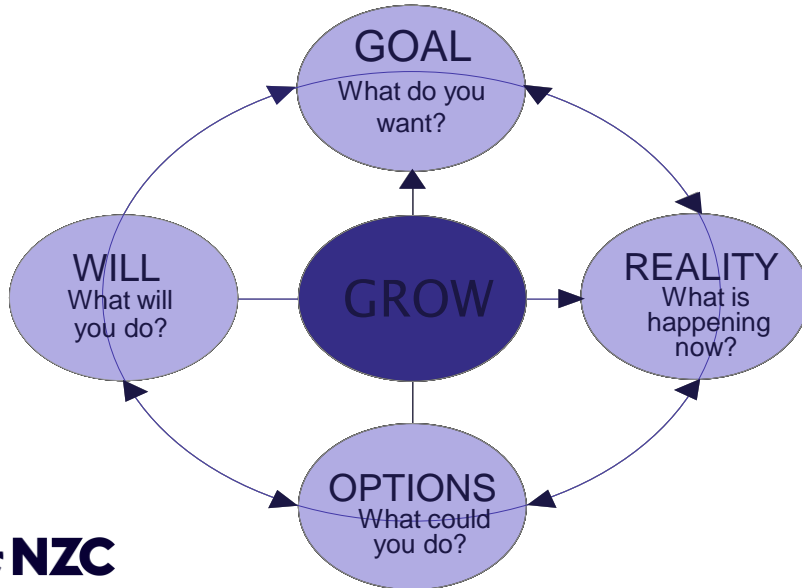 GOAL
What do you
want?
WILL
What will
you do?
GROW
REALITY
What is
happening
now?
OPTIONS
What could
you do?
NZC